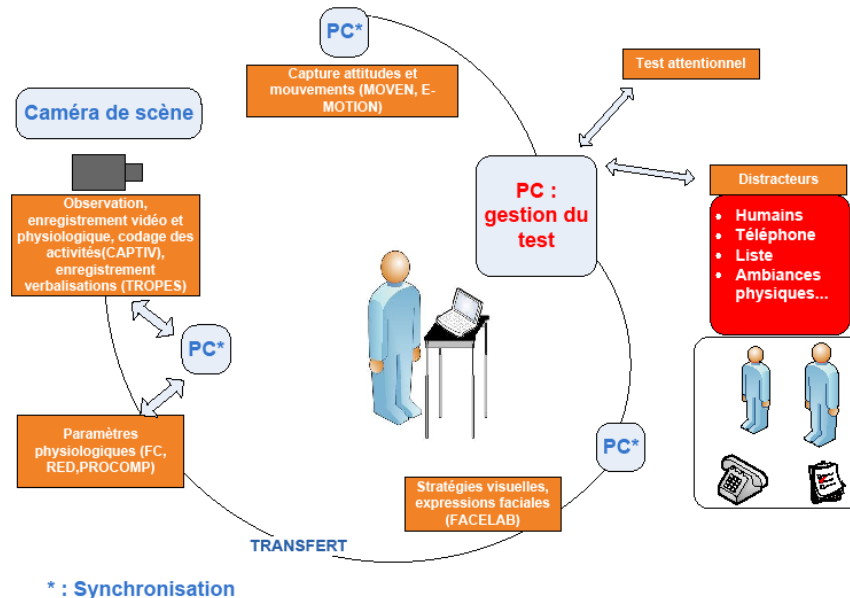 PC*
Capture attitudes et
mouvements (MOVEN, E-
MOTION)
Test attentionnel
Caméra de scène
Observation,
enregistrement vidéo et
physiologique, codage des
activités(CAPTIV),
enregistrement
verbalisations (TROPES)
PC :
gestion du
test
Distracteurs
• Humains
• Téléphone
• Liste
• Ambiances
physiques...
PC*
Paramètres
physiologiques (FC,
RED,PROCOMP)
PC*
Stratégies visuelles,
expressions faciales
(FACELAB)
TRANSFERT
* : Synchronisation